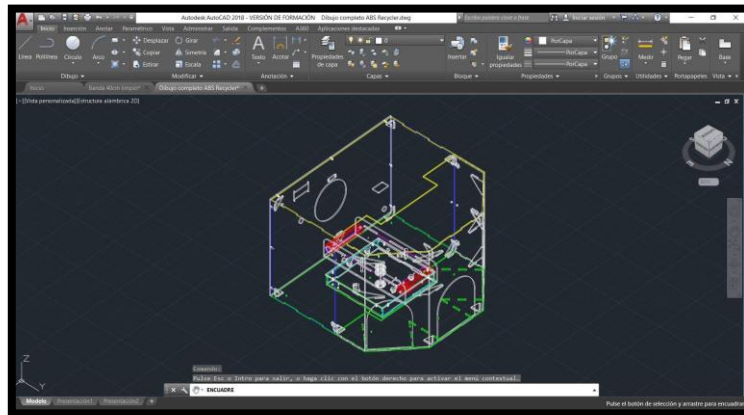 Autodesk AutoCAD 2018 - VERSIÓN DE FORMACIÓN Dibujo completo ABS Recycler.dwg
Iniciar sesión
Inicio Inserción Anotar Paramétrico Vista Administrar Salida Complementos A360 Aplicaciones destacadas
Línea Polilínea Círculo Arco
Desplazar Girar
Copiar Simetría
Estirar Escala
Texto Acotar
Propiedades de capa
Insertar
Igualar propiedades
PorCapa
PorCapa
PorCapa
Grupo Medir Pegar Base
Dibujo Modificar Anotación Capas Bloque Propiedades Grupos Utilidades Portapapeles Vista
Inicio Dibujo completo ABS Recycler*
[-][Vista personalizada][Estructura alámbrica 2D]
Z
Y
Comando:
Pulse Esc o Intro para salir, o haga clic con el botón derecho para activar el menú contextual.
ENCUADRE
Modelo Presentación1 Presentación2
Pulse el botón de selección y arrastre para encuadrar